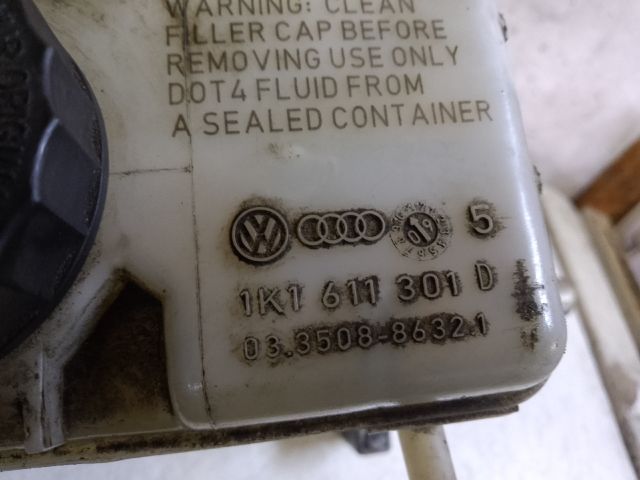 WARNING: CLEAN
FILLER CAP BEFORE
REMOVING USE ONLY
DOT4 FLUID FROM
A SEALED CONTAINER
5
1K1 611 301 D
03.3508-8632.1